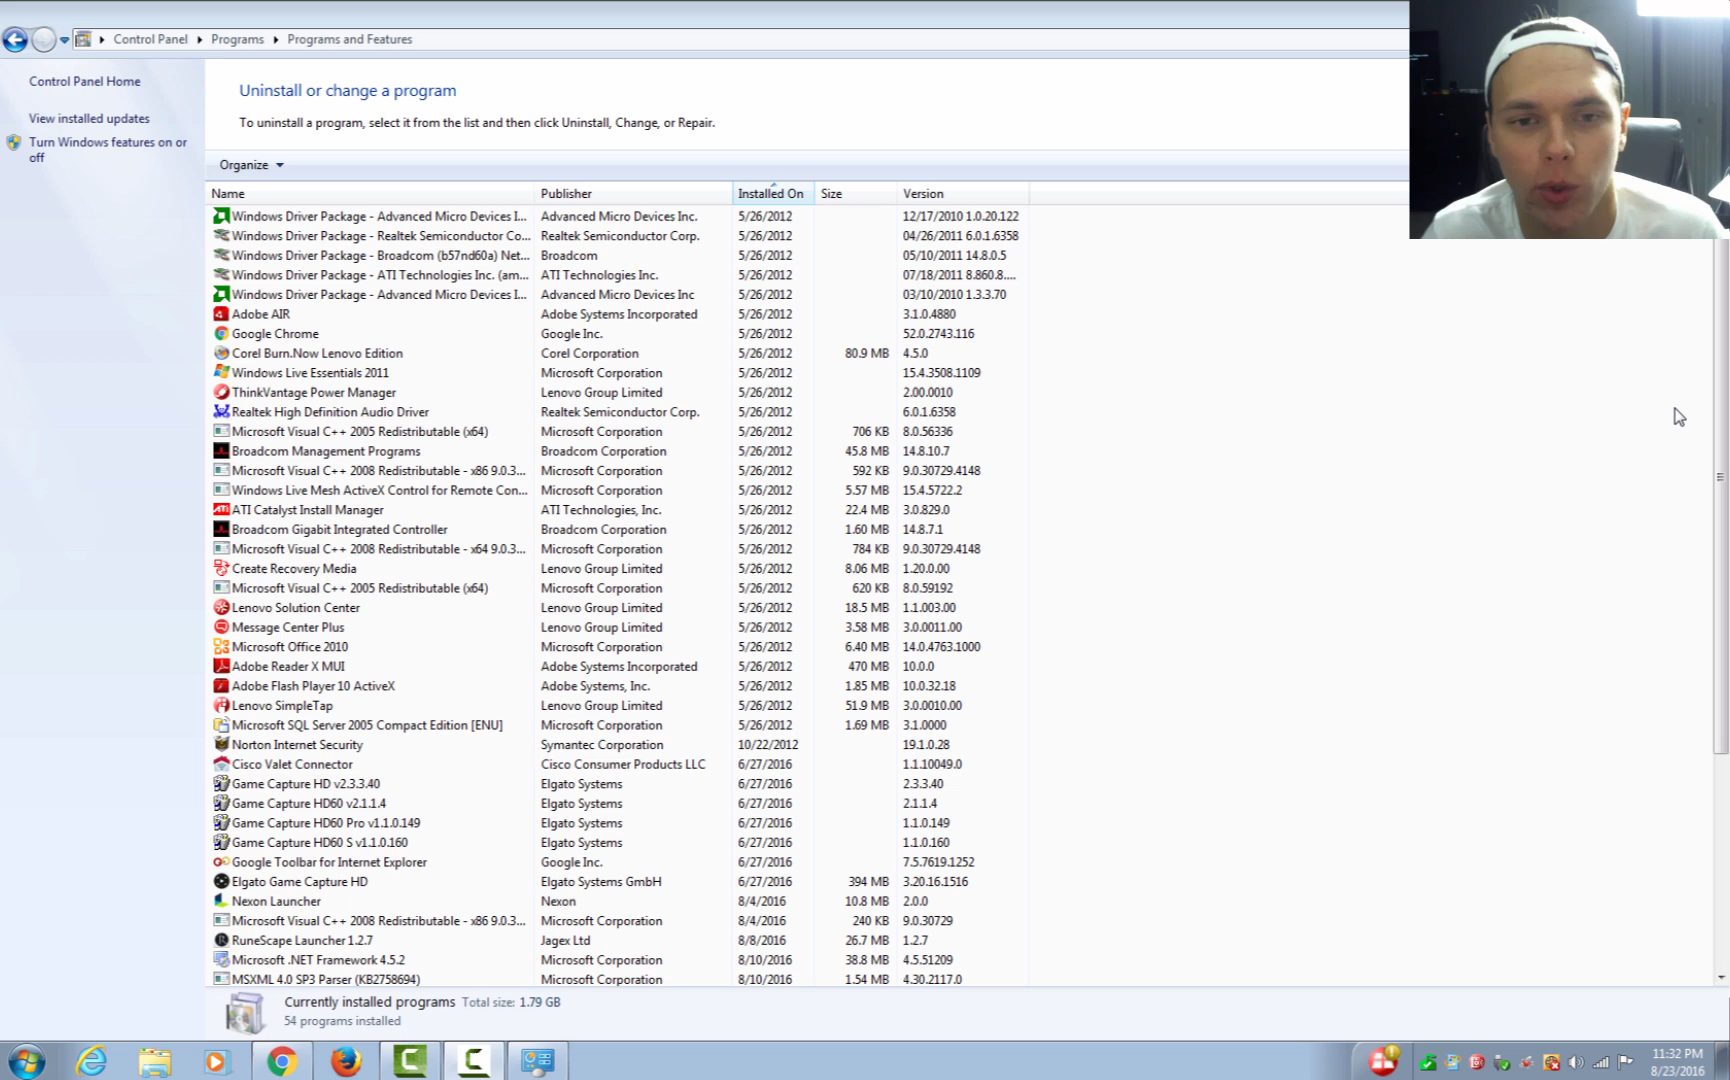 Control Panel Programs Programs and Features
Control Panel Home
View installed updates
Turn Windows features on or
off
Uninstall or change a program
To uninstall a program, select it from the list and then click Uninstall, Change, or Repair.
Organize
Name Publisher Installed On Size Version
Windows Driver Package - Advanced Micro Devices I... Advanced Micro Devices Inc. 5/26/2012 12/17/2010 1.0.20.122
Windows Driver Package - Realtek Semiconductor Co... Realtek Semiconductor Corp. 5/26/2012 04/26/2011 6.0.1.6358
Windows Driver Package - Broadcom (b57nd60a) Net... Broadcom 5/26/2012 05/10/2011 14.8.0.5
Windows Driver Package - ATI Technologies Inc. (am... ATI Technologies Inc. 5/26/2012 07/18/2011 8.860.8....
Windows Driver Package - Advanced Micro Devices I... Advanced Micro Devices Inc 5/26/2012 03/10/2010 1.3.3.70
Adobe AIR Adobe Systems Incorporated 5/26/2012 3.1.0.4880
Google Chrome Google Inc. 5/26/2012 52.0.2743.116
Corel Burn.Now Lenovo Edition Corel Corporation 5/26/2012 80.9 MB 4.5.0
Windows Live Essentials 2011 Microsoft Corporation 5/26/2012 15.4.3508.1109
ThinkVantage Power Manager Lenovo Group Limited 5/26/2012 2.00.0010
Realtek High Definition Audio Driver Realtek Semiconductor Corp. 5/26/2012 6.0.1.6358
Microsoft Visual C++ 2005 Redistributable (x64) Microsoft Corporation 5/26/2012 706 KB 8.0.56336
Broadcom Management Programs Broadcom Corporation 5/26/2012 45.8 MB 14.8.10.7
Microsoft Visual C++ 2008 Redistributable - x86 9.0.3... Microsoft Corporation 5/26/2012 592 KB 9.0.30729.4148
Windows Live Mesh ActiveX Control for Remote Con... Microsoft Corporation 5/26/2012 5.57 MB 15.4.5722.2
ATI Catalyst Install Manager ATI Technologies, Inc. 5/26/2012 22.4 MB 3.0.829.0
Broadcom Gigabit Integrated Controller Broadcom Corporation 5/26/2012 1.60 MB 14.8.7.1
Microsoft Visual C++ 2008 Redistributable - x64 9.0.3... Microsoft Corporation 5/26/2012 784 KB 9.0.30729.4148
Create Recovery Media Lenovo Group Limited 5/26/2012 8.06 MB 1.20.0.00
Microsoft Visual C++ 2005 Redistributable (x64) Microsoft Corporation 5/26/2012 620 KB 8.0.59192
Lenovo Solution Center Lenovo Group Limited 5/26/2012 18.5 MB 1.1.003.00
Message Center Plus Lenovo Group Limited 5/26/2012 3.58 MB 3.0.0011.00
Microsoft Office 2010 Microsoft Corporation 5/26/2012 6.40 MB 14.0.4763.1000
Adobe Reader X MUI Adobe Systems Incorporated 5/26/2012 470 MB 10.0.0
Adobe Flash Player 10 ActiveX Adobe Systems, Inc. 5/26/2012 1.85 MB 10.0.32.18
Lenovo SimpleTap Lenovo Group Limited 5/26/2012 51.9 MB 3.0.0010.00
Microsoft SQL Server 2005 Compact Edition [ENU] Microsoft Corporation 5/26/2012 1.69 MB 3.1.0000
Norton Internet Security Symantec Corporation 10/22/2012 19.1.0.28
Cisco Valet Connector Cisco Consumer Products LLC 6/27/2016 1.1.10049.0
Game Capture HD v2.3.3.40 Elgato Systems 6/27/2016 2.3.3.40
Game Capture HD60 v2.1.1.4 Elgato Systems 6/27/2016 2.1.1.4
Game Capture HD60 Pro v1.1.0.149 Elgato Systems 6/27/2016 1.1.0.149
Game Capture HD60 S v1.1.0.160 Elgato Systems 6/27/2016 1.1.0.160
Google Toolbar for Internet Explorer Google Inc. 6/27/2016 7.5.7619.1252
Elgato Game Capture HD Elgato Systems GmbH 6/27/2016 394 MB 3.20.16.1516
Nexon Launcher Nexon 8/4/2016 10.8 MB 2.0.0
Microsoft Visual C++ 2008 Redistributable - x86 9.0.3... Microsoft Corporation 8/4/2016 240 KB 9.0.30729
RuneScape Launcher 1.2.7 Jagex Ltd 8/8/2016 26.7 MB 1.2.7
Microsoft .NET Framework 4.5.2 Microsoft Corporation 8/10/2016 38.8 MB 4.5.51209
MSXML 4.0 SP3 Parser (KB2758694) Microsoft Corporation 8/10/2016 1.54 MB 4.30.2117.0
Currently installed programs Total size: 1.79 GB
54 programs installed
11:32 PM
8/23/2016